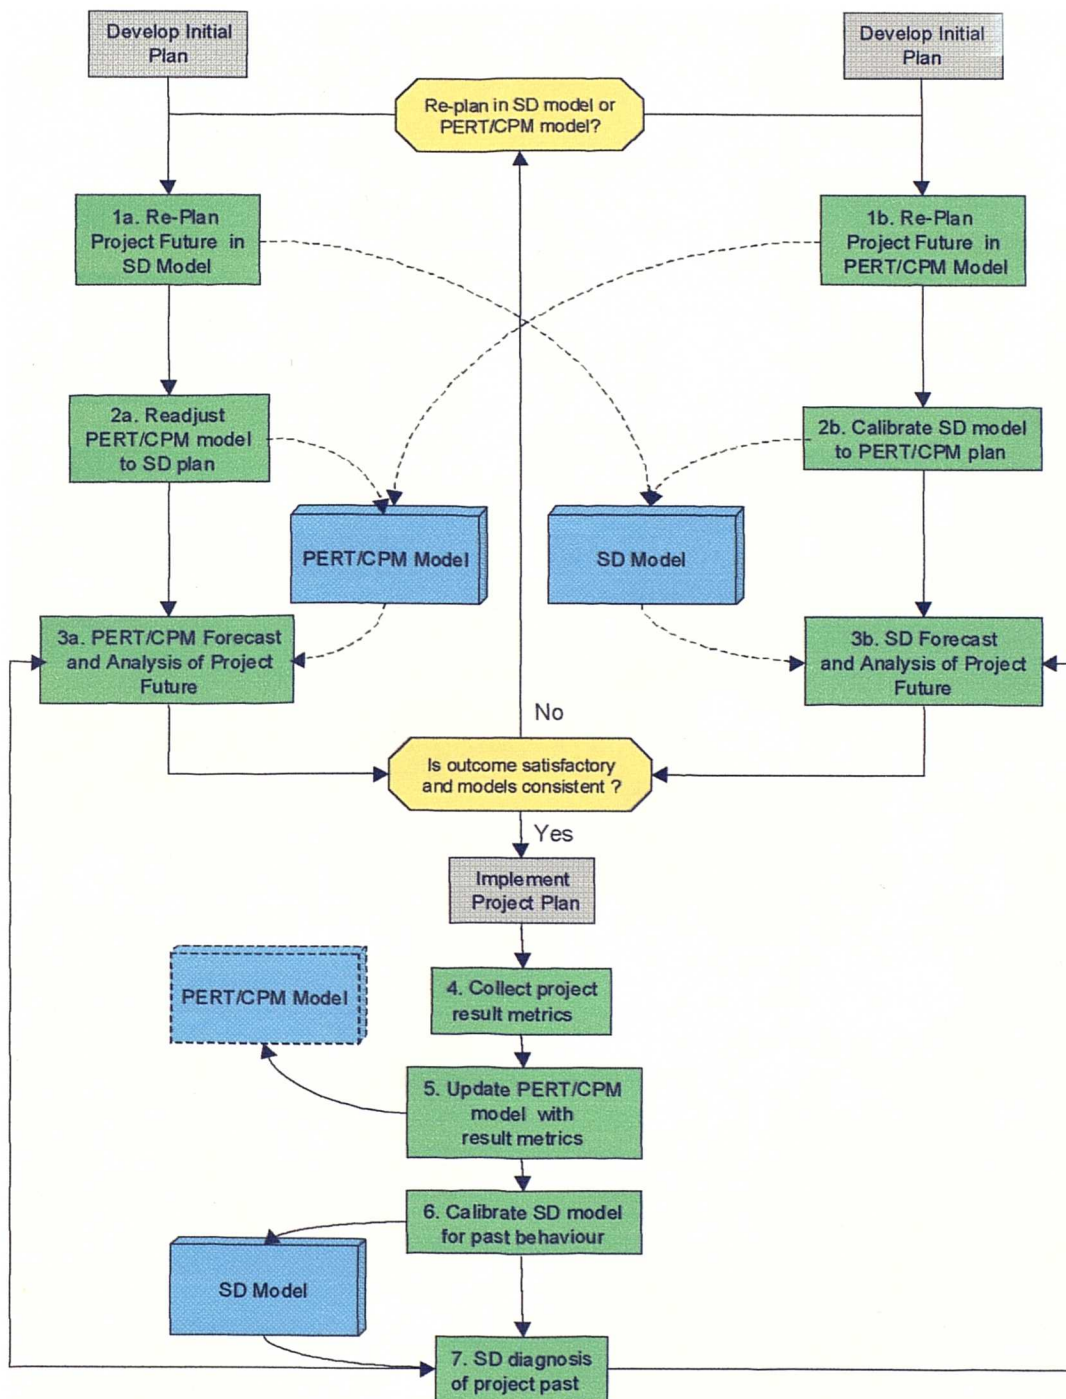 Develop Initial
Plan
Develop Initial
Plan
Re-plan in SD model or
PERT/CPM model?
1a. Re-Plan
Project Future in
SD Model
1b. Re-Plan
Project Future in
PERT/CPM Model
2a. Readjust
PERT/CPM model
to SD plan
2b. Calibrate SD model
to PERT/CPM plan
PERT/CPM Model
SD Model
3a. PERT/CPM Forecast
and Analysis of Project
Future
3b. SD Forecast
and Analysis of Project
Future
No
Is outcome satisfactory
and models consistent ?
Yes
Implement
Project Plan
PERT/CPM Model
4. Collect project
result metrics
5. Update PERT/CPM
model with
result metrics
6. Calibrate SD model
for past behaviour
SD Model
7. SD diagnosis
of project past